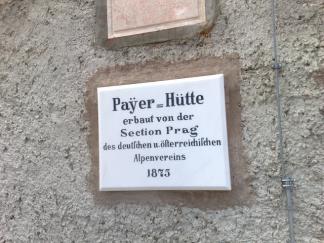 Paÿer = Hütte
erbaut von der
Section Prag
des deutſchen u. öſterreichiſchen
Alpenvereins
1875